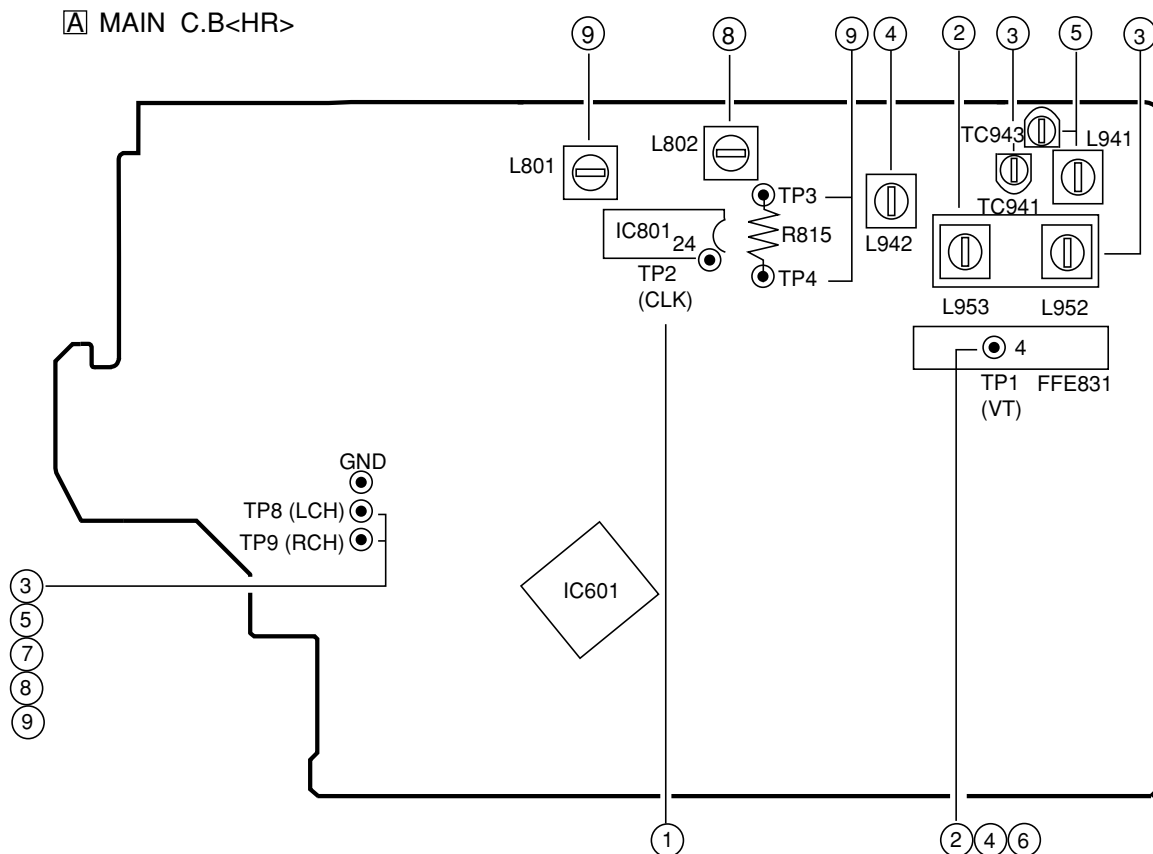 A MAIN C.B<HR>
9 8 9 4 2 3 5 3
TC943 L941
L802
L801
TP3
TC941
IC801 24
R815
L942
TP2
(CLK)
TP4
L953 L952
4
TP1 FFE831
(VT)
GND
TP8 (LCH)
TP9 (RCH)
IC601
3
5
7
8
9
1
2 4 6